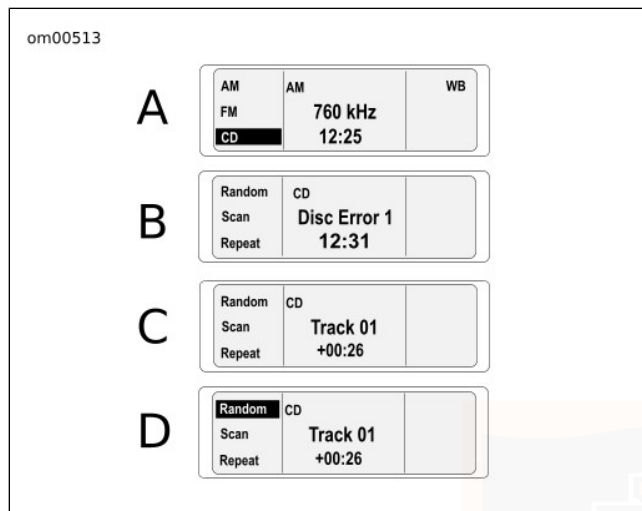 om00513
A
AM AM WB
FM 760 kHz
CD 12:25
B
Random CD
Scan Disc Error 1
Repeat 12:31
C
Random CD
Scan Track 01
Repeat +00:26
D
Random CD
Scan Track 01
Repeat +00:26